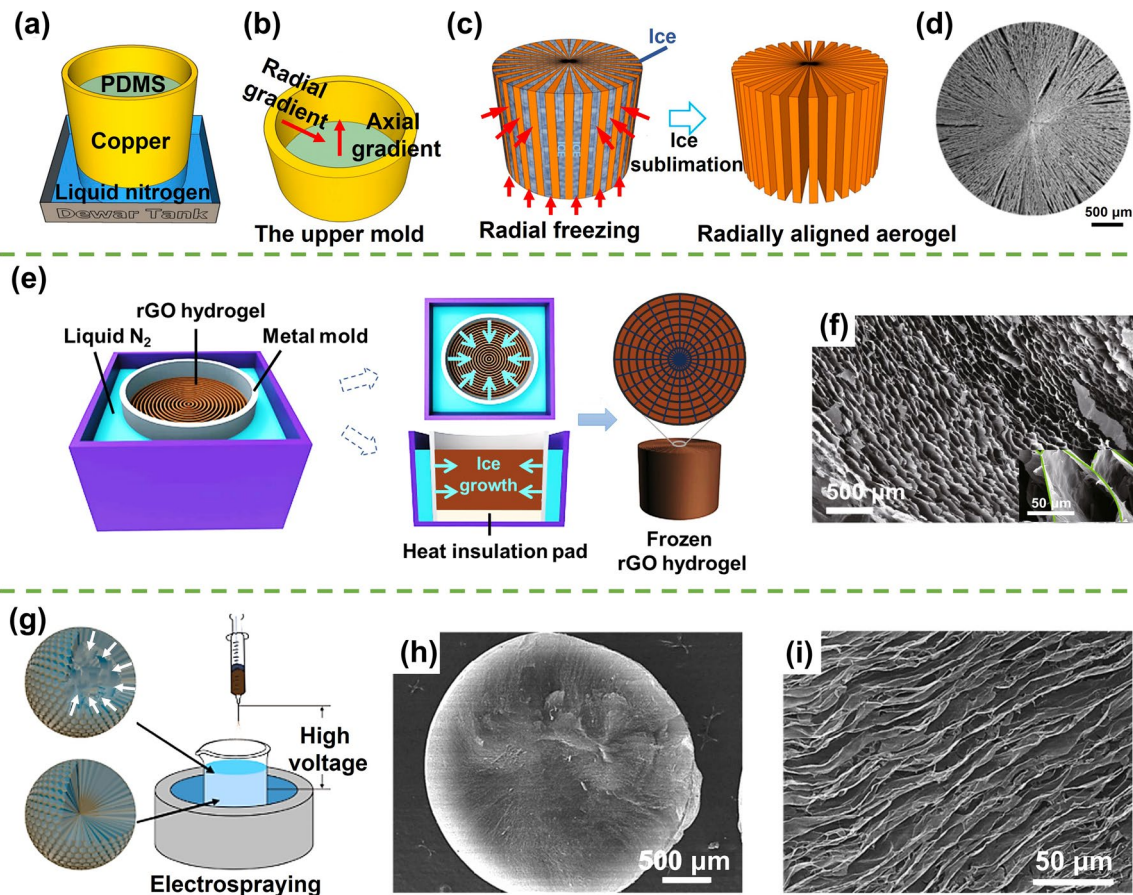 (a)
PDMS
Copper
Liquid nitrogen
Dewar Tank
(b)
Radial
gradient
Axial
gradient
The upper mold
(c)
Ice
Ice
sublimation
Radial freezing
Radially aligned aerogel
(d)
500 µm
(e)
rGO hydrogel
Liquid N₂
Metal mold
Ice
growth
Heat insulation pad
Frozen
rGO hydrogel
(f)
500 µm
50 µm
(g)
High
voltage
Electrospraying
(h)
500 µm
(i)
50 µm